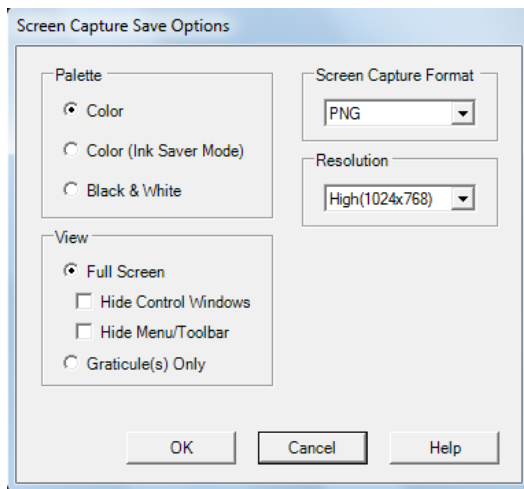 Screen Capture Save Options
Palette
Color
Color (Ink Saver Mode)
Black & White
View
Full Screen
Hide Control Windows
Hide Menu/Toolbar
Graticule(s) Only
Screen Capture Format
PNG
Resolution
High(1024x768)
OK
Cancel
Help